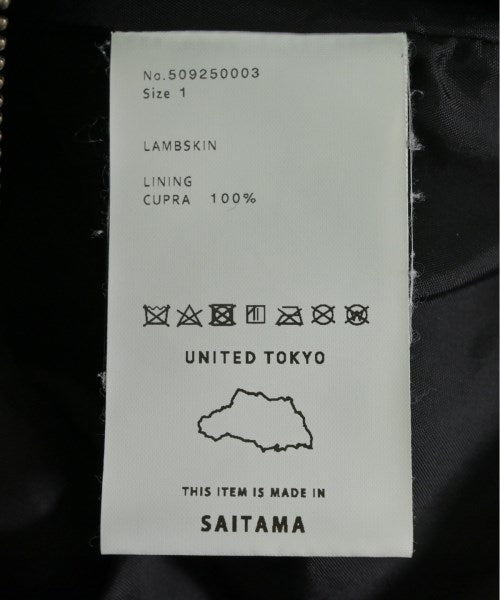 No.509250003
Size 1
LAMBSKIN
LINING
CUPRA 100%
UNITED TOKYO
THIS ITEM IS MADE IN
SAITAMA